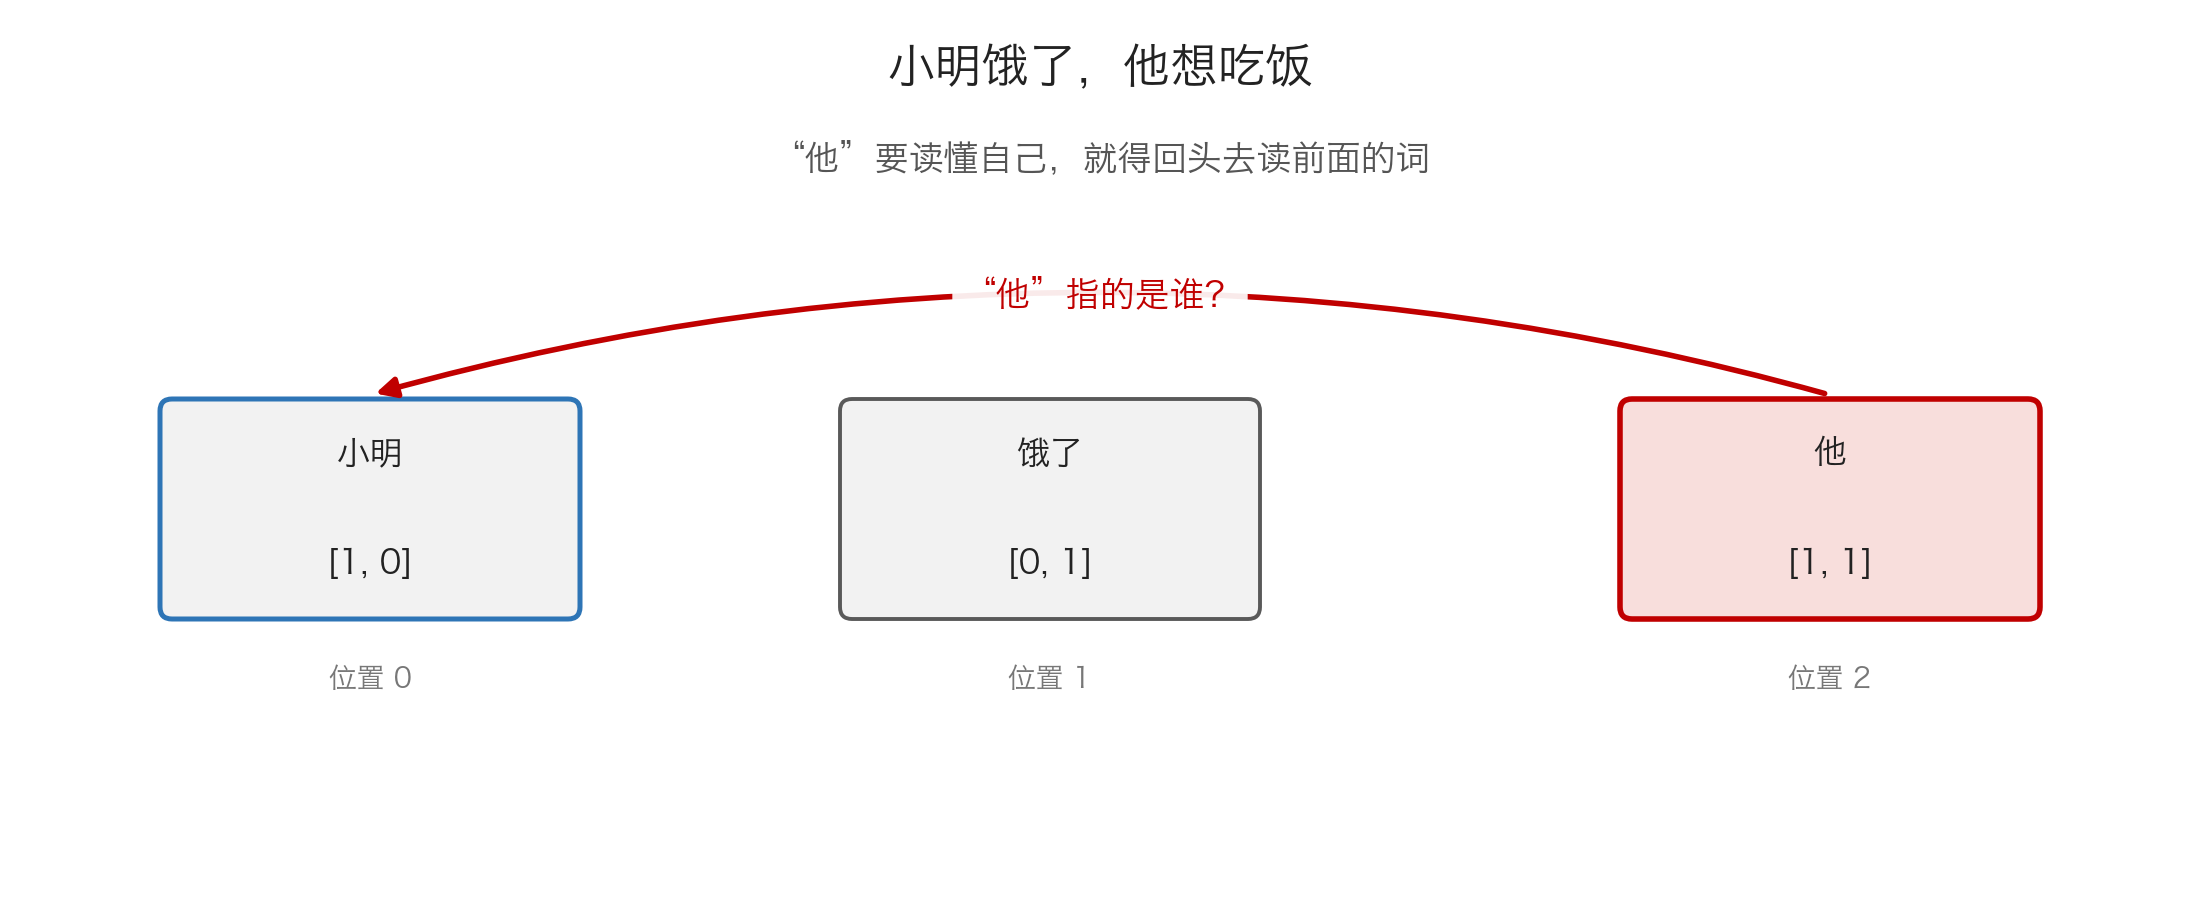 小明饿了，他想吃饭
“他”要读懂自己，就得回头去读前面的词
“他”指的是谁？
小明
饿了
他
[1, 0]
[0, 1]
[1, 1]
位置 0
位置 1
位置 2